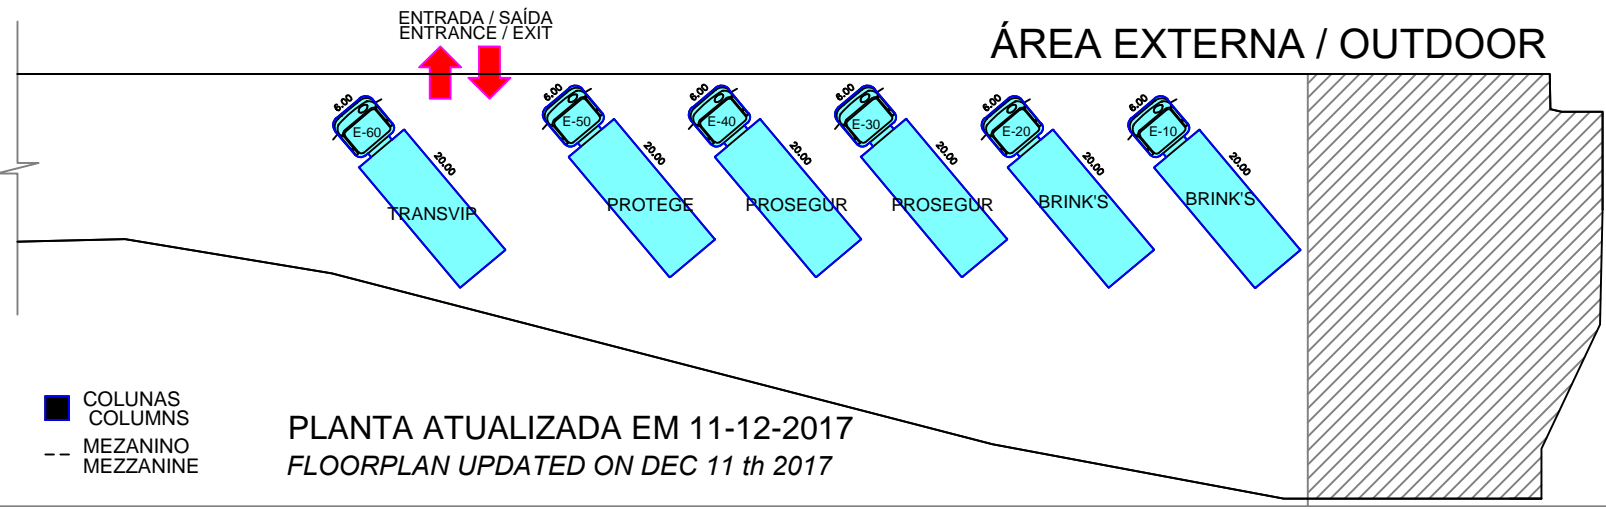 ENTRADA / SAÍDA
ENTRANCE / EXIT
ÁREA EXTERNA / OUTDOOR
6.00
E-60
20.00
TRANSVIP
6.00
E-50
20.00
PROTEGE
6.00
E-40
20.00
PROSEGUR
6.00
E-30
20.00
PROSEGUR
6.00
E-20
20.00
BRINK'S
6.00
E-10
20.00
BRINK'S
COLUNAS
COLUMNS
MEZANINO
MEZZANINE
PLANTA ATUALIZADA EM 11-12-2017
FLOORPLAN UPDATED ON DEC 11 th 2017